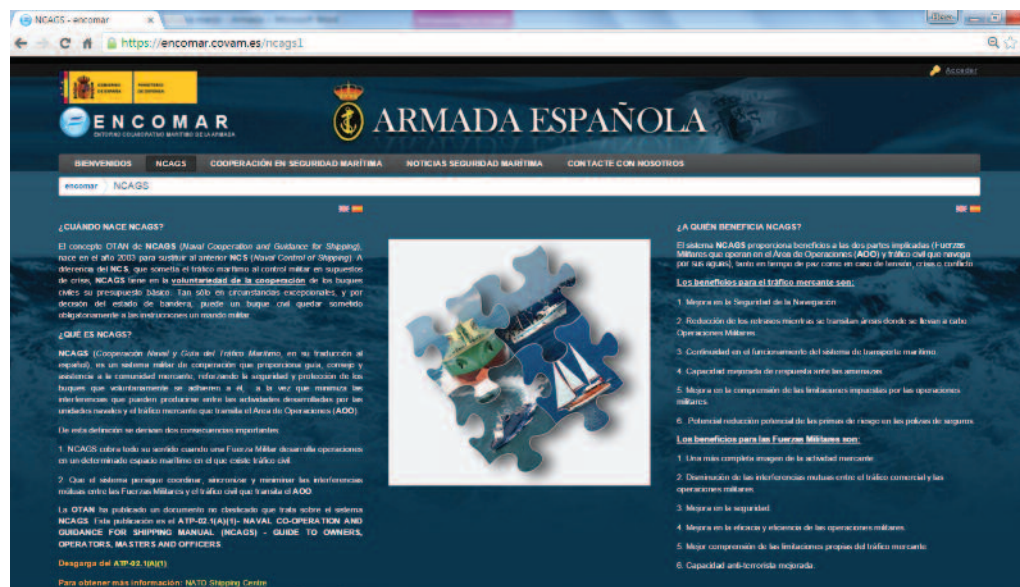 NCAGS - encomar
https://encomar.covam.es/ncags1
Acceder
GOBIERNO DE ESPAÑA
MINISTERIO DE DEFENSA
ENCOMAR
ENTORNO COLABORATIVO MARÍTIMO DE LA ARMADA
ARMADA ESPAÑOLA
BIENVENIDOS NCAGS COOPERACIÓN EN SEGURIDAD MARÍTIMA NOTICIAS SEGURIDAD MARÍTIMA CONTACTE CON NOSOTROS
encomar NCAGS
¿CUÁNDO NACE NCAGS?
El concepto OTAN de NCAGS (Naval Cooperation and Guidance for Shipping),
nace en el año 2003 para sustituir al anterior NCS (Naval Control of Shipping). A
diferencia del NCS, que sometía el tráfico marítimo al control militar en supuestos
de crisis, NCAGS tiene en la voluntariedad de la cooperación de los buques
civiles su presupuesto básico. Tan sólo en circunstancias excepcionales, y por
decisión del estado de bandera, puede un buque civil quedar sometido
obligatoriamente a las instrucciones un mando militar.
¿QUÉ ES NCAGS?
NCAGS (Cooperación Naval y Guía del Tráfico Marítimo, en su traducción al
español), es un sistema militar de cooperación que proporciona guía, consejo y
asistencia a la comunidad mercante, reforzando la seguridad y protección de los
buques que voluntariamente se adhieren a él, a la vez que minimiza las
interferencias que pueden producirse entre las actividades desarrolladas por las
unidades navales y el tráfico mercante que transita el Área de Operaciones (AOO)
De esta definición se derivan dos consecuencias importantes:
1. NCAGS cobra todo su sentido cuando una Fuerza Militar desarrolla operaciones
en un determinado espacio marítimo en el que existe tráfico civil.
2. Que el sistema persigue coordinar, sincronizar y minimizar las interferencias
mútuas entre las Fuerzas Militares y el tráfico civil que transita el AOO.
La OTAN ha publicado un documento no clasificado que trata sobre el sistema
NCAGS. Esta publicación es el ATP-02.1(A)(1)- NAVAL CO-OPERATION AND
GUIDANCE FOR SHIPPING MANUAL (NCAGS) - GUIDE TO OWNERS,
OPERATORS, MASTERS AND OFFICERS.
Desgarga del ATP-02.1(A)(1)
Para obtener más información: NATO Shipping Centre
¿A QUIÉN BENEFICIA NCAGS?
El sistema NCAGS proporciona beneficios a las dos partes implicadas (Fuerzas
Militares que operan en el Área de Operaciones (AOO) y tráfico civil que navega
por sus aguas), tanto en tiempo de paz como en caso de tensión, crisis o conflicto
Los beneficios para el tráfico mercante son:
1. Mejora en la Seguridad de la Navegación
2. Reducción de los retrasos mientras se transitan áreas donde se llevan a cabo
Operaciones Militares.
3. Continuidad en el funcionamiento del sistema de transporte marítimo.
4. Capacidad mejorada de respuesta ante las amenazas.
5. Mejora en la comprensión de las limitaciones impuestas por las operaciones
militares.
6. Potencial reducción potencial de las primas de riesgo en las pólizas de seguros.
Los beneficios para las Fuerzas Militares son:
1. Una más completa imagen de la actividad mercante.
2. Disminución de las interferencias mutuas entre el tráfico comercial y las
operaciones militares.
3. Mejora en la seguridad.
4. Mejora en la eficacia y eficiencia de las operaciones militares.
5. Mejor comprensión de las limitaciones propias del tráfico mercante.
6. Capacidad anti-terrorista mejorada.